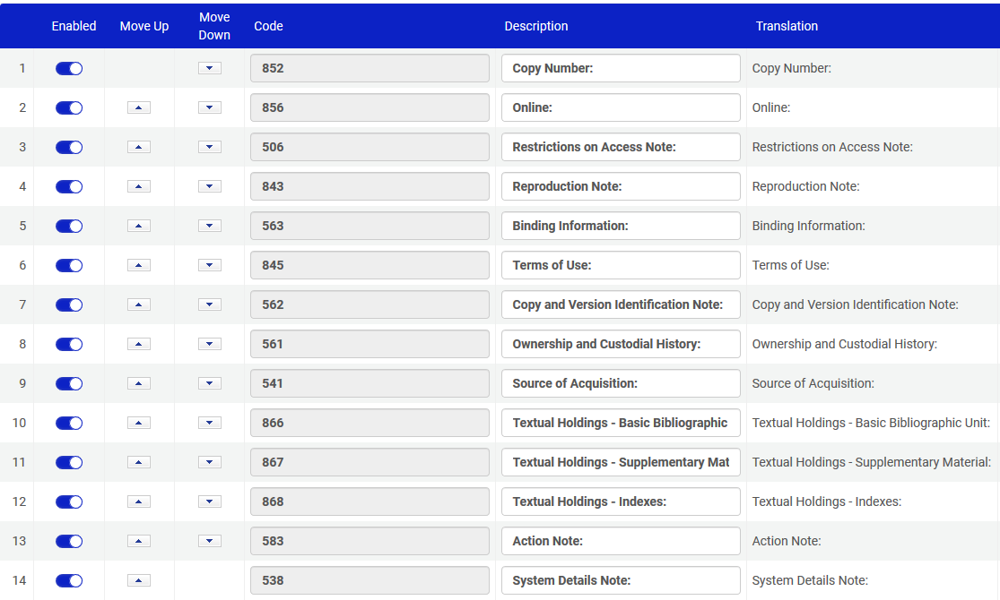 Enabled Move Up Move Down Code Description Translation
1 852 Copy Number: Copy Number:
2 856 Online: Online:
3 506 Restrictions on Access Note: Restrictions on Access Note:
4 843 Reproduction Note: Reproduction Note:
5 563 Binding Information: Binding Information:
6 845 Terms of Use: Terms of Use:
7 562 Copy and Version Identification Note: Copy and Version Identification Note:
8 561 Ownership and Custodial History: Ownership and Custodial History:
9 541 Source of Acquisition: Source of Acquisition:
10 866 Textual Holdings - Basic Bibliographic Textual Holdings - Basic Bibliographic Unit:
11 867 Textual Holdings - Supplementary Mat Textual Holdings - Supplementary Material:
12 868 Textual Holdings - Indexes: Textual Holdings - Indexes:
13 583 Action Note: Action Note:
14 538 System Details Note: System Details Note: